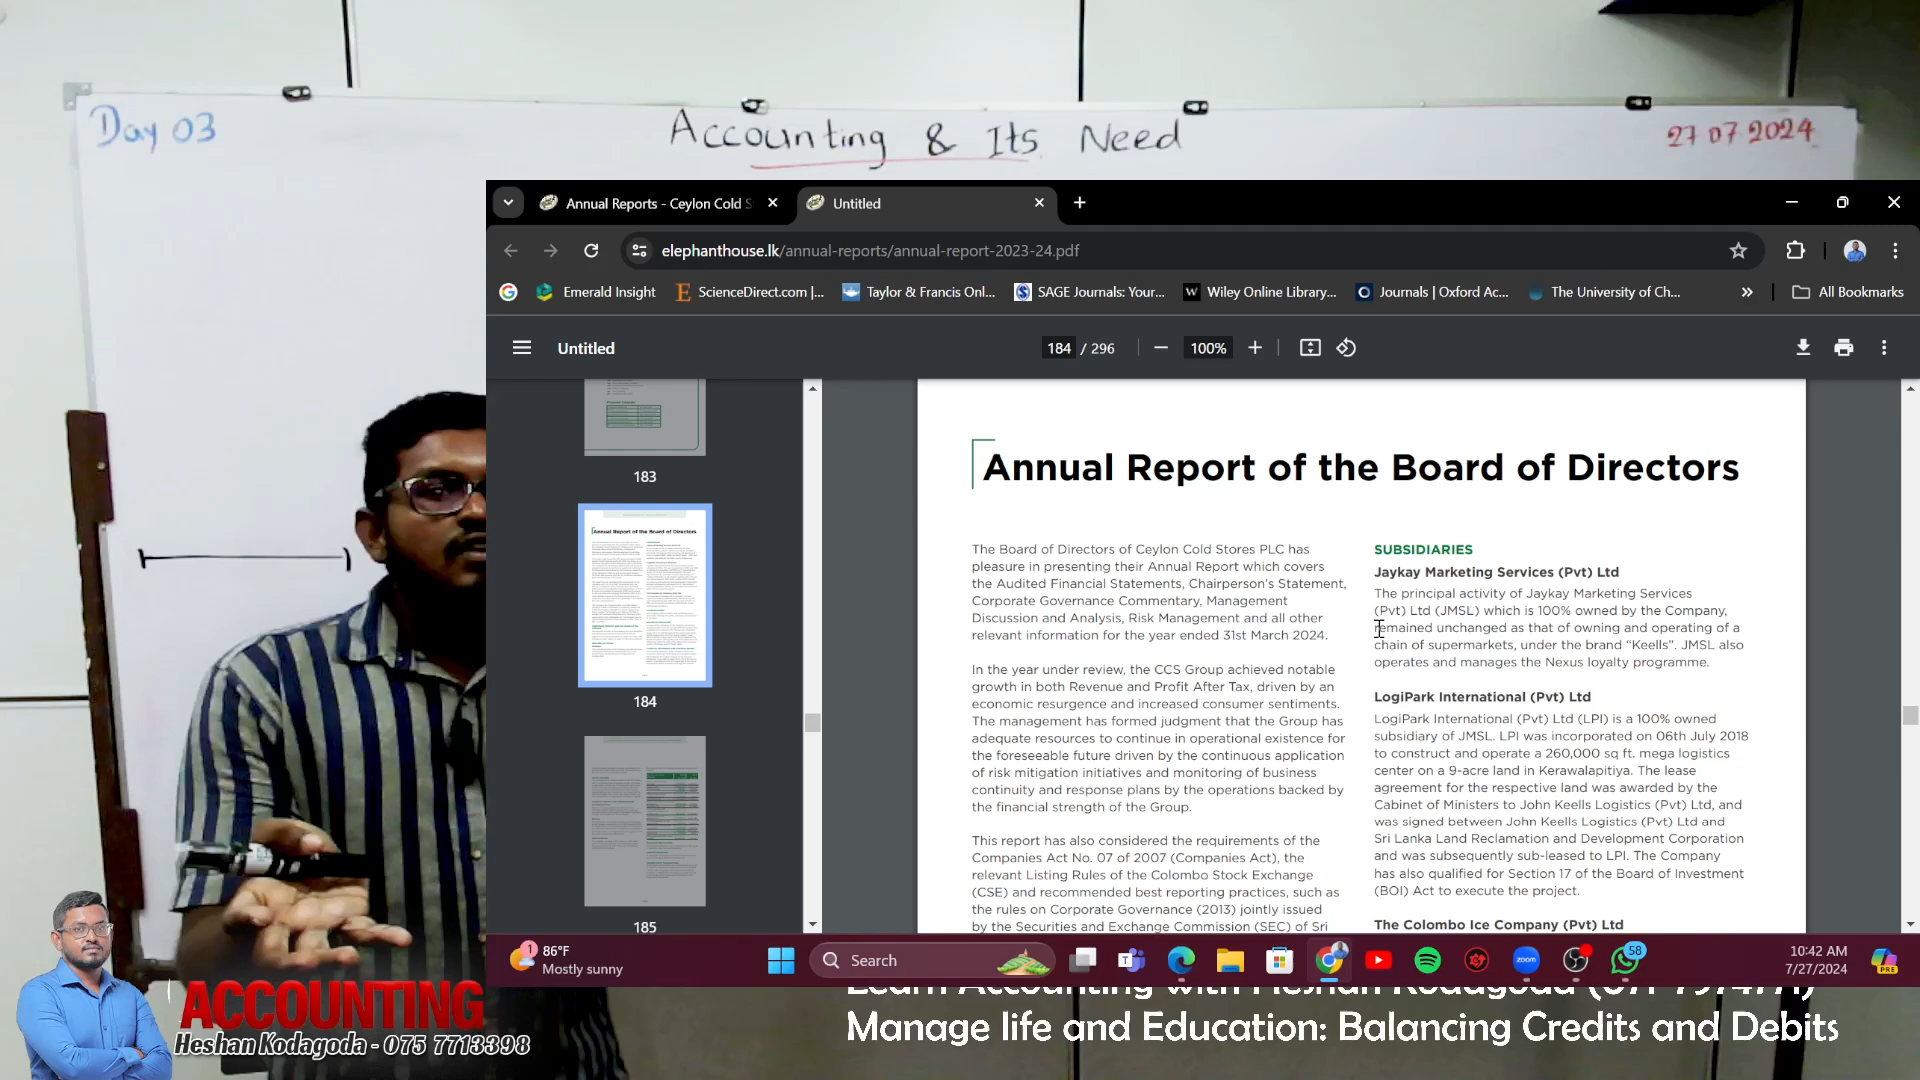 Day 03
Accounting & Its Need
27 07 2024
Annual Reports - Ceylon Cold S
Untitled
elephanthouse.lk/annual-reports/annual-report-2023-24.pdf
Emerald Insight
ScienceDirect.com |...
Taylor & Francis Onl...
SAGE Journals: Your...
Wiley Online Library...
Journals | Oxford Ac...
The University of Ch...
All Bookmarks
Untitled
184 / 296
100%
183
184
185
Annual Report of the Board of Directors
The Board of Directors of Ceylon Cold Stores PLC has
pleasure in presenting their Annual Report which covers
the Audited Financial Statements, Chairperson's Statement,
Corporate Governance Commentary, Management
Discussion and Analysis, Risk Management and all other
relevant information for the year ended 31st March 2024.
In the year under review, the CCS Group achieved notable
growth in both Revenue and Profit After Tax, driven by an
economic resurgence and increased consumer sentiments.
The management has formed judgment that the Group has
adequate resources to continue in operational existence for
the foreseeable future driven by the continuous application
of risk mitigation initiatives and monitoring of business
continuity and response plans by the operations backed by
the financial strength of the Group.
This report has also considered the requirements of the
Companies Act No. 07 of 2007 (Companies Act), the
relevant Listing Rules of the Colombo Stock Exchange
(CSE) and recommended best reporting practices, such as
the rules on Corporate Governance (2013) jointly issued
by the Securities and Exchange Commission (SEC) of Sri
SUBSIDIARIES
Jaykay Marketing Services (Pvt) Ltd
The principal activity of Jaykay Marketing Services
(Pvt) Ltd (JMSL) which is 100% owned by the Company,
remained unchanged as that of owning and operating of a
chain of supermarkets, under the brand "Keells". JMSL also
operates and manages the Nexus loyalty programme.
LogiPark International (Pvt) Ltd
LogiPark International (Pvt) Ltd (LPI) is a 100% owned
subsidiary of JMSL. LPI was incorporated on 06th July 2018
to construct and operate a 260,000 sq ft. mega logistics
center on a 9-acre land in Kerawalapitiya. The lease
agreement for the respective land was awarded by the
Cabinet of Ministers to John Keells Logistics (Pvt) Ltd, and
was signed between John Keells Logistics (Pvt) Ltd and
Sri Lanka Land Reclamation and Development Corporation
and was subsequently sub-leased to LPI. The Company
has also qualified for Section 17 of the Board of Investment
(BOI) Act to execute the project.
The Colombo Ice Company (Pvt) Ltd
1
86°F
Mostly sunny
Search
zoom
58
10:42 AM
7/27/2024
PRE
ACCOUNTING
Heshan Kodagoda - 075 7713398
Learn Accounting with Heshan Kodagoda
Manage life and Education: Balancing Credits and Debits